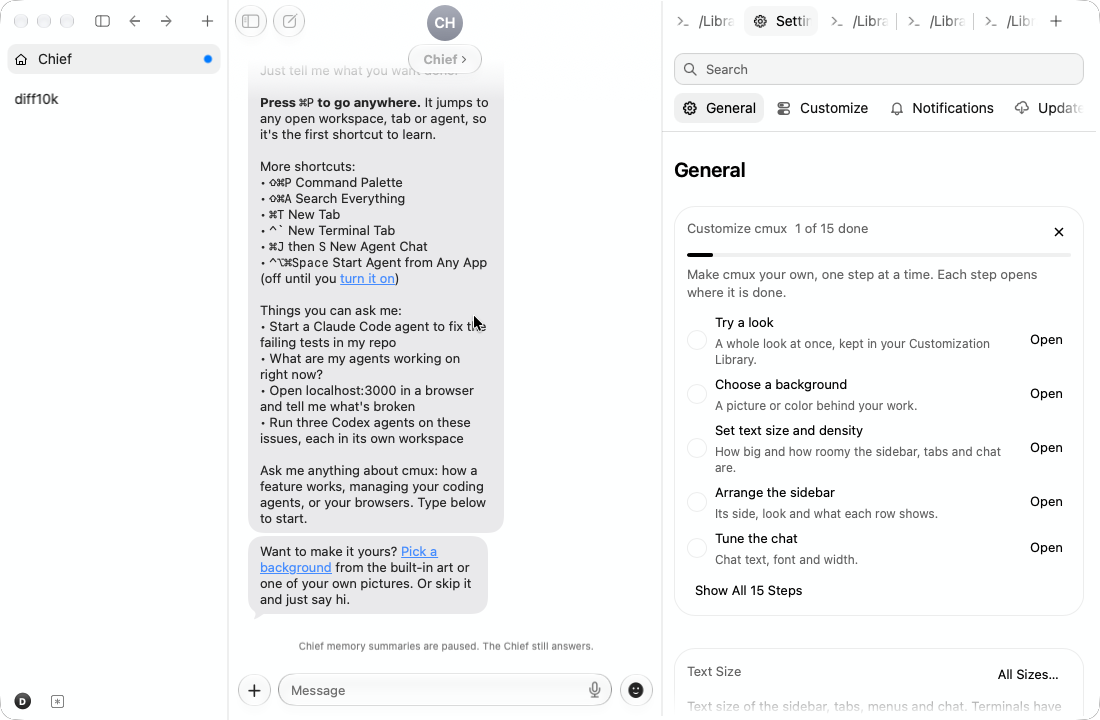 /Libra
Settin
/Libra
/Libra
/Lib
Chief
diff10k
D
CH
Chief >
Just tell me what you want done.
Press ⌘P to go anywhere. It jumps to
any open workspace, tab or agent, so
it's the first shortcut to learn.
More shortcuts:
• ⇧⌘P Command Palette
• ⇧⌘A Search Everything
• ⌘T New Tab
• ^` New Terminal Tab
• ⌘J then S New Agent Chat
• ^⌥⌘Space Start Agent from Any App
(off until you turn it on)
Things you can ask me:
• Start a Claude Code agent to fix the
failing tests in my repo
• What are my agents working on
right now?
• Open localhost:3000 in a browser
and tell me what's broken
• Run three Codex agents on these
issues, each in its own workspace
Ask me anything about cmux: how a
feature works, managing your coding
agents, or your browsers. Type below
to start.
Want to make it yours? Pick a
background from the built-in art or
one of your own pictures. Or skip it
and just say hi.
Chief memory summaries are paused. The Chief still answers.
Message
Search
General
Customize
Notifications
Update
General
Customize cmux 1 of 15 done
Make cmux your own, one step at a time. Each step opens
where it is done.
Try a look
A whole look at once, kept in your Customization
Library.
Open
Choose a background
A picture or color behind your work.
Open
Set text size and density
How big and how roomy the sidebar, tabs and chat
are.
Open
Arrange the sidebar
Its side, look and what each row shows.
Open
Tune the chat
Chat text, font and width.
Open
Show All 15 Steps
Text Size
All Sizes...
Text size of the sidebar, tabs, menus and chat. Terminals have